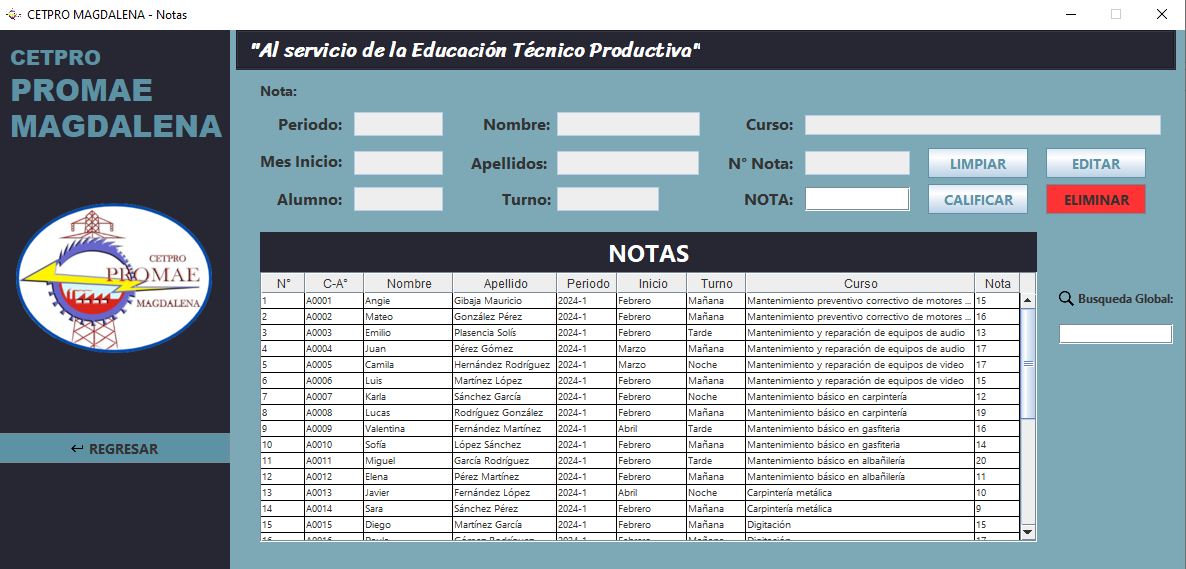 CETPRO MAGDALENA - Notas
CETPRO
PROMAE
MAGDALENA
CETPRO
PROMAE
MAGDALENA
REGRESAR
"Al servicio de la Educación Técnico Productiva"
Nota:
Periodo: Nombre: Curso:
Mes Inicio: Apellidos: N° Nota: LIMPIAR EDITAR
Alumno: Turno: NOTA: CALIFICAR ELIMINAR
NOTAS
N° C-A° Nombre Apellido Periodo Inicio Turno Curso Nota
1 A0001 Angie Gibaja Mauricio 2024-1 Febrero Mañana Mantenimiento preventivo correctivo de motores ... 15
2 A0002 Mateo González Pérez 2024-1 Febrero Mañana Mantenimiento preventivo correctivo de motores ... 16
3 A0003 Emilio Plasencia Solís 2024-1 Febrero Tarde Mantenimiento y reparación de equipos de audio 13
4 A0004 Juan Pérez Gómez 2024-1 Marzo Mañana Mantenimiento y reparación de equipos de audio 17
5 A0005 Camila Hernández Rodríguez 2024-1 Marzo Noche Mantenimiento y reparación de equipos de video 17
6 A0006 Luis Martínez López 2024-1 Febrero Mañana Mantenimiento y reparación de equipos de video 15
7 A0007 Karla Sánchez García 2024-1 Febrero Noche Mantenimiento básico en carpintería 12
8 A0008 Lucas Rodríguez González 2024-1 Febrero Mañana Mantenimiento básico en carpintería 19
9 A0009 Valentina Fernández Martínez 2024-1 Abril Tarde Mantenimiento básico en gasfiteria 16
10 A0010 Sofía López Sánchez 2024-1 Febrero Mañana Mantenimiento básico en gasfiteria 14
11 A0011 Miguel García Rodríguez 2024-1 Febrero Tarde Mantenimiento básico en albañilería 20
12 A0012 Elena Pérez Martínez 2024-1 Febrero Mañana Mantenimiento básico en albañilería 11
13 A0013 Javier Fernández López 2024-1 Abril Noche Carpintería metálica 10
14 A0014 Sara Sánchez Pérez 2024-1 Febrero Mañana Carpintería metálica 9
15 A0015 Diego Martínez García 2024-1 Febrero Mañana Digitación 15
Busqueda Global: